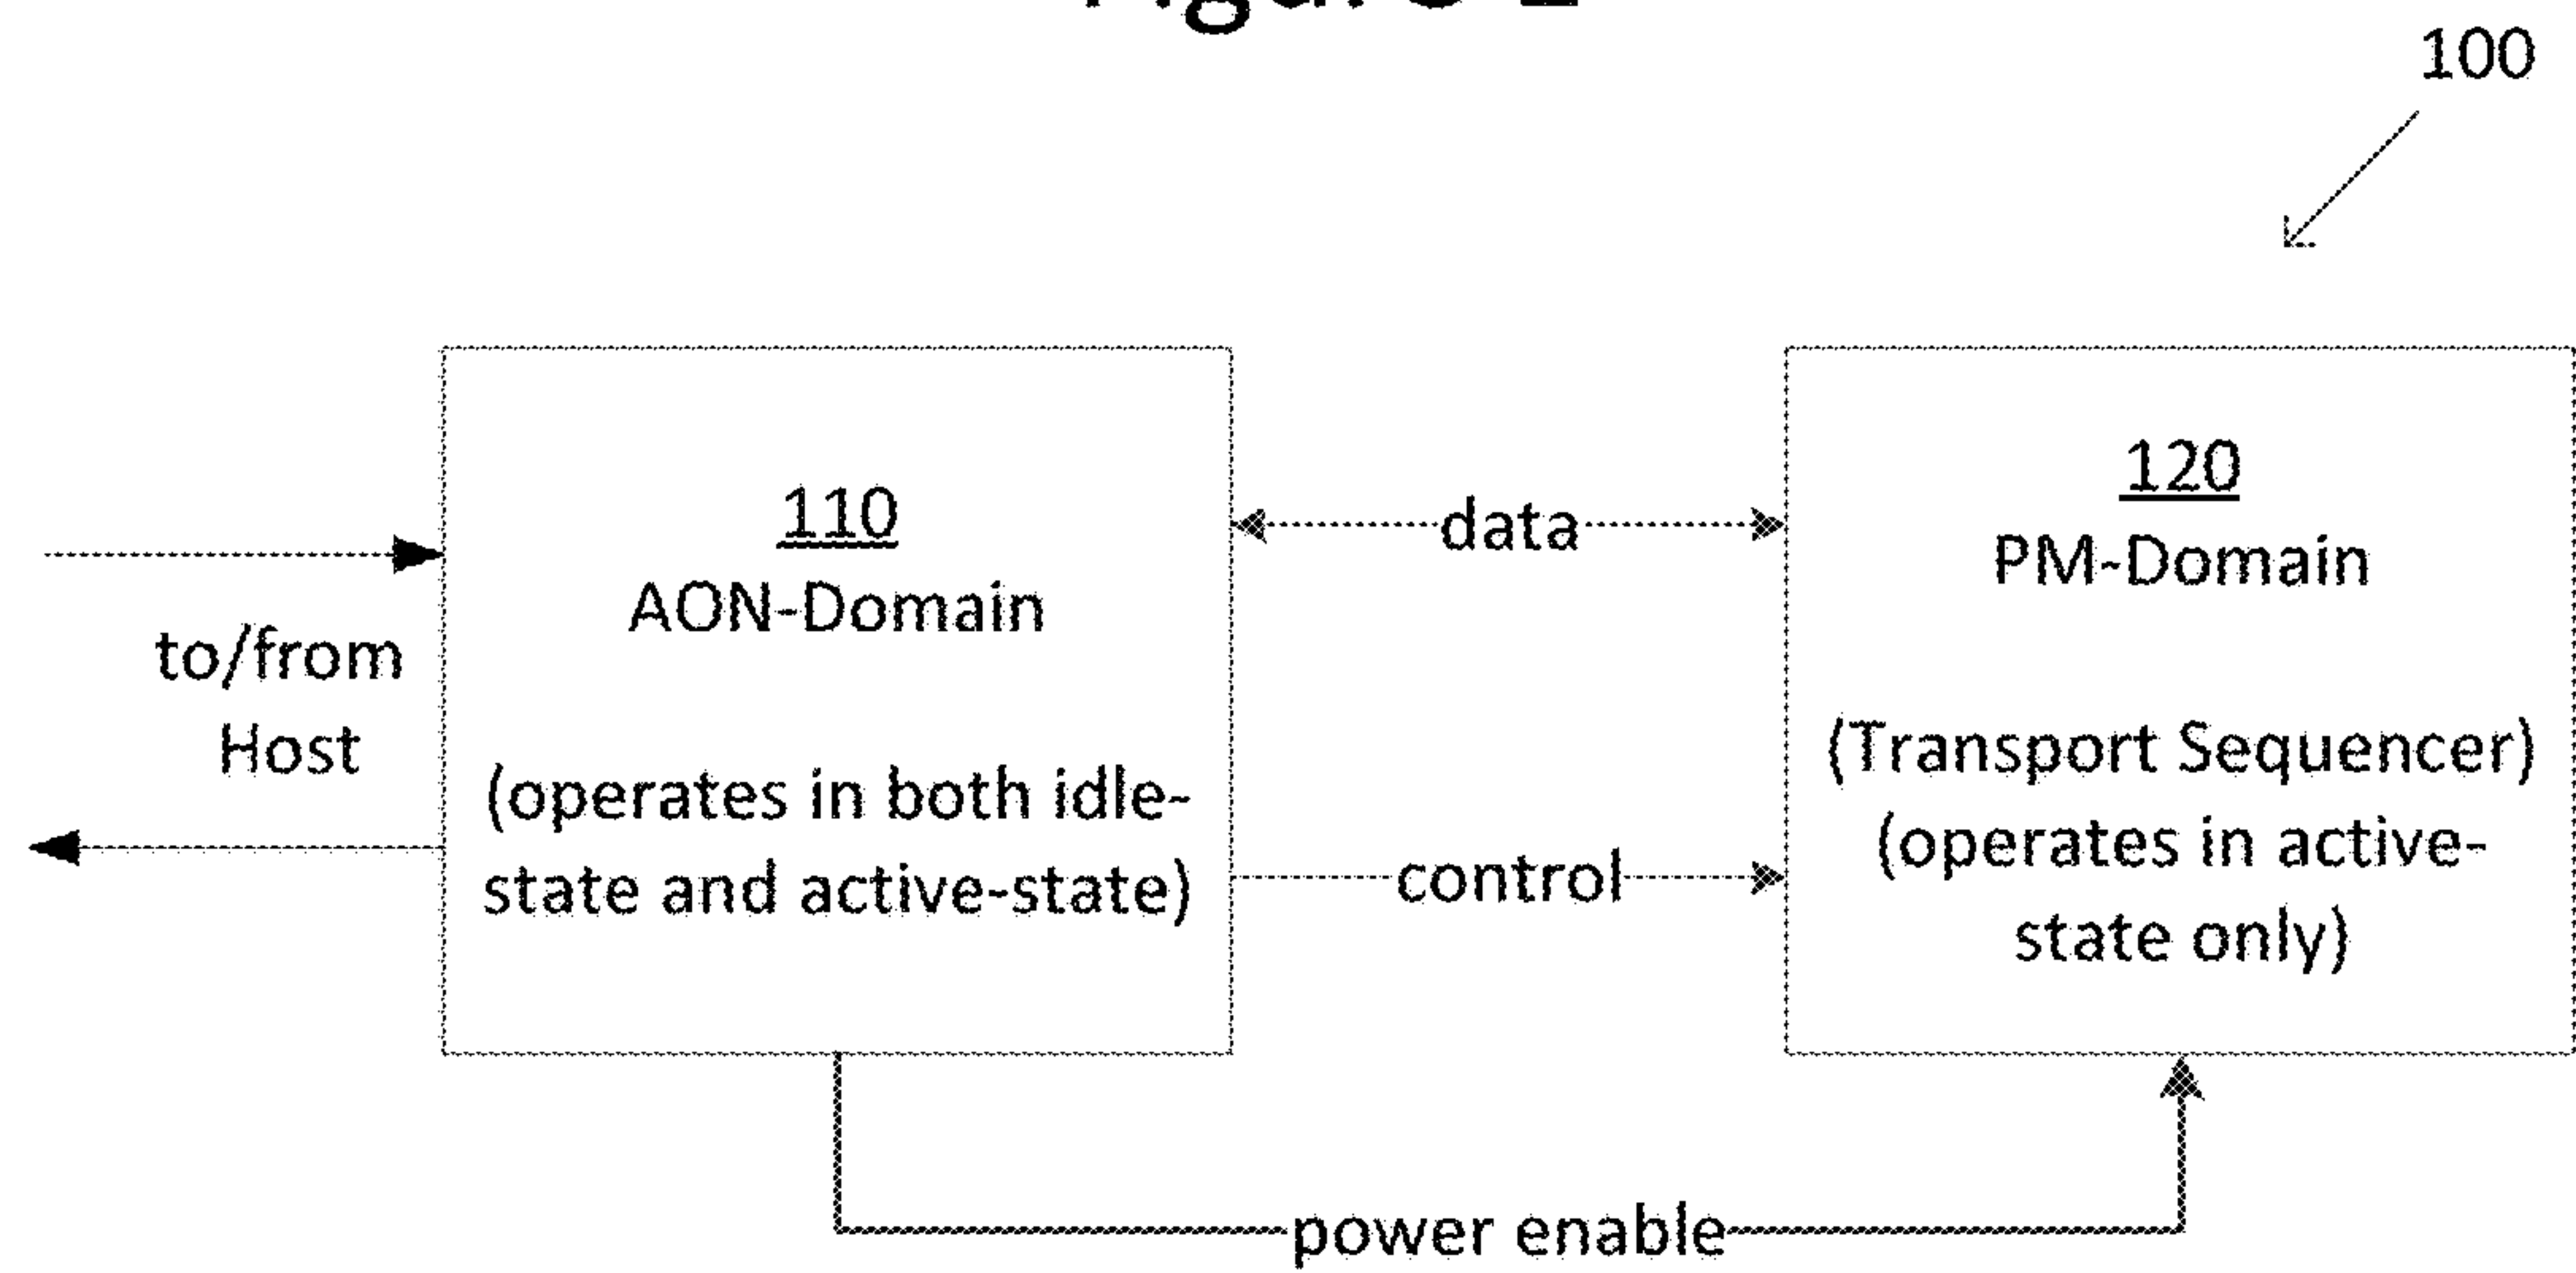 100
110
AON-Domain
(operates in both idle-
state and active-state)
to/from
Host
data
control
power enable
120
PM-Domain
(Transport Sequencer)
(operates in active-
state only)